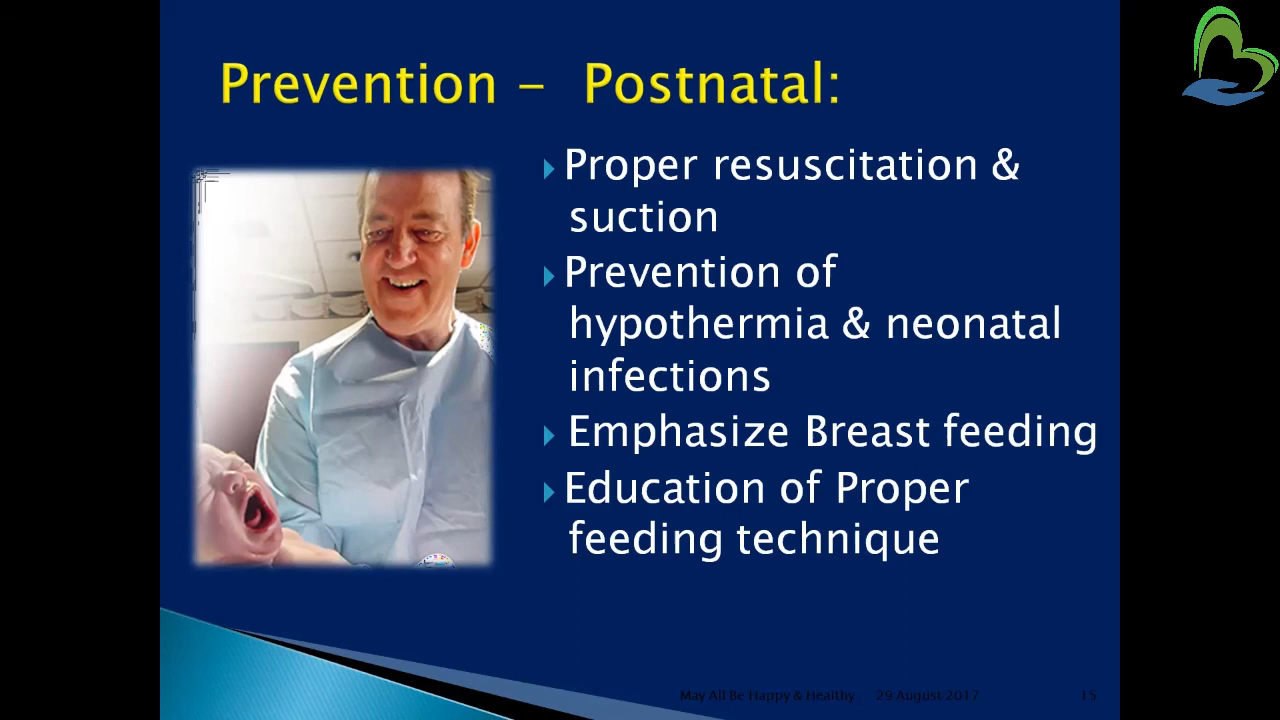 Prevention - Postnatal:
Proper resuscitation &
suction
Prevention of
hypothermia & neonatal
infections
Emphasize Breast feeding
Education of Proper
feeding technique
May All Be Happy & Healthy 29 August 2017 15